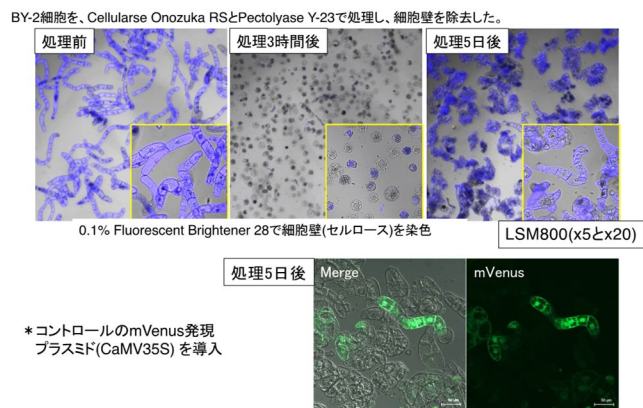 BY-2細胞を、Cellularse Onozuka RSとPectolyase Y-23で処理し、細胞壁を除去した。
処理前
処理3時間後
処理5日後
0.1% Fluorescent Brightener 28で細胞壁(セルロース)を染色
LSM800(x5とx20)
処理5日後
Merge
mVenus
*コントロールのmVenus発現
プラスミド(CaMV35S) を導入
50 µm
50 µm